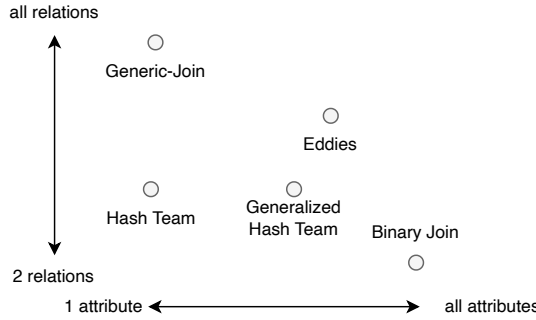 all relations
Generic-Join
Eddies
Hash Team
Generalized
Hash Team
Binary Join
2 relations
1 attribute
all attributes